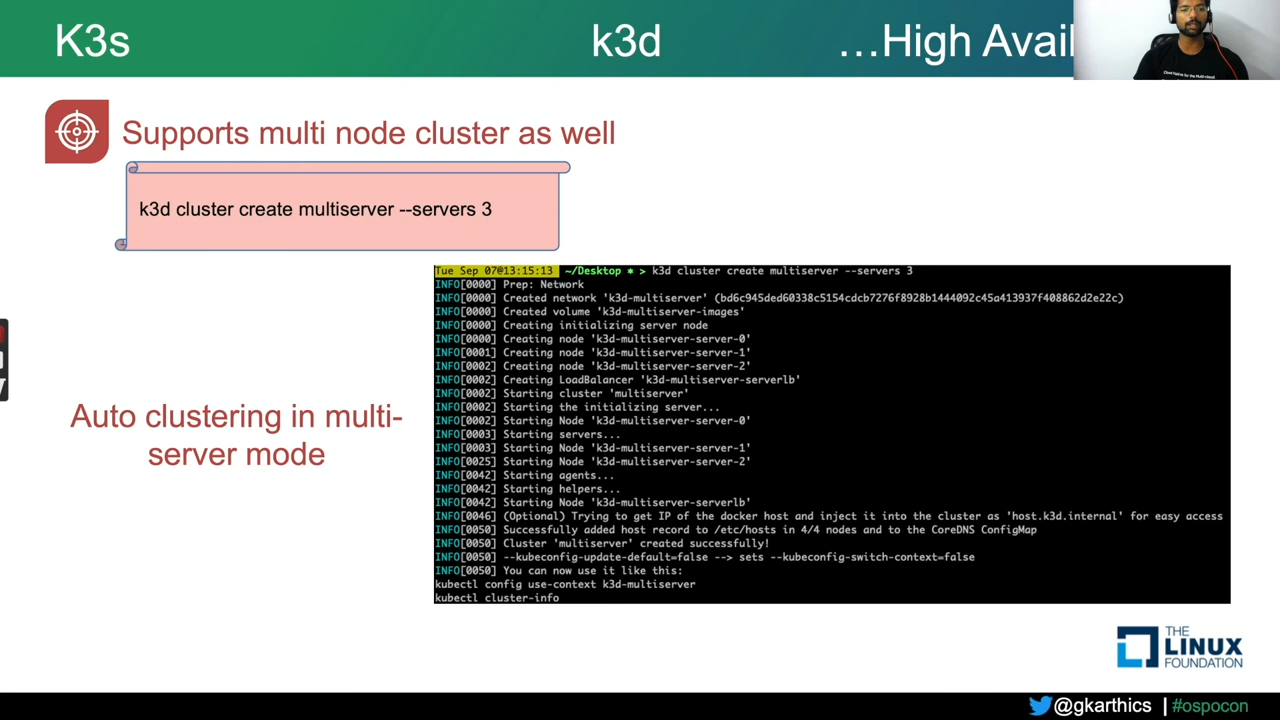 K3s
k3d
…High Avail
Supports multi node cluster as well
k3d cluster create multiserver --servers 3
Auto clustering in multi-
server mode
Tue Sep 07@13:15:13 ~/Desktop * > k3d cluster create multiserver --servers 3
INFO[0000] Prep: Network
INFO[0000] Created network 'k3d-multiserver' (bd6c945ded60338c5154cdcb7276f8928b1444092c45a413937f408862d2e22c)
INFO[0000] Created volume 'k3d-multiserver-images'
INFO[0000] Creating initializing server node
INFO[0000] Creating node 'k3d-multiserver-server-0'
INFO[0001] Creating node 'k3d-multiserver-server-1'
INFO[0002] Creating node 'k3d-multiserver-server-2'
INFO[0002] Creating LoadBalancer 'k3d-multiserver-serverlb'
INFO[0002] Starting cluster 'multiserver'
INFO[0002] Starting the initializing server...
INFO[0002] Starting Node 'k3d-multiserver-server-0'
INFO[0003] Starting servers...
INFO[0003] Starting Node 'k3d-multiserver-server-1'
INFO[0025] Starting Node 'k3d-multiserver-server-2'
INFO[0042] Starting agents...
INFO[0042] Starting helpers...
INFO[0042] Starting Node 'k3d-multiserver-serverlb'
INFO[0046] (Optional) Trying to get IP of the docker host and inject it into the cluster as 'host.k3d.internal' for easy access
INFO[0050] Successfully added host record to /etc/hosts in 4/4 nodes and to the CoreDNS ConfigMap
INFO[0050] Cluster 'multiserver' created successfully!
INFO[0050] --kubeconfig-update-default=false --> sets --kubeconfig-switch-context=false
INFO[0050] You can now use it like this:
kubectl config use-context k3d-multiserver
kubectl cluster-info
THE
LINUX
FOUNDATION
@gkarthics | #ospocon